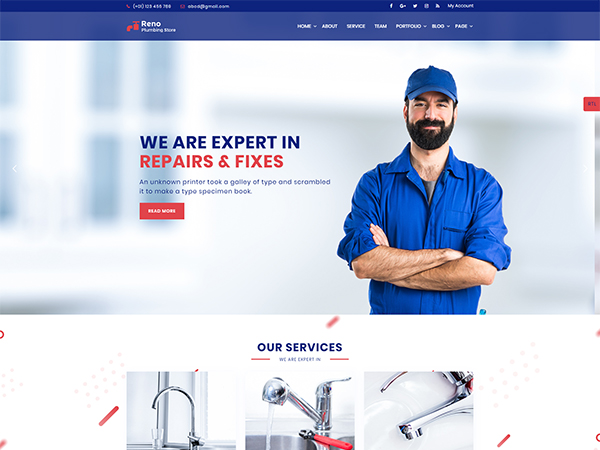 (+01) 123 456 789 abcd@gmail.com My Account
Reno
Plumbing Store
HOME ABOUT SERVICE TEAM PORTFOLIO BLOG PAGE
RTL
WE ARE EXPERT IN
REPAIRS & FIXES
An unknown printer took a galley of type and scrambled
it to make a type specimen book.
READ MORE
OUR SERVICES
WE ARE EXPERT IN